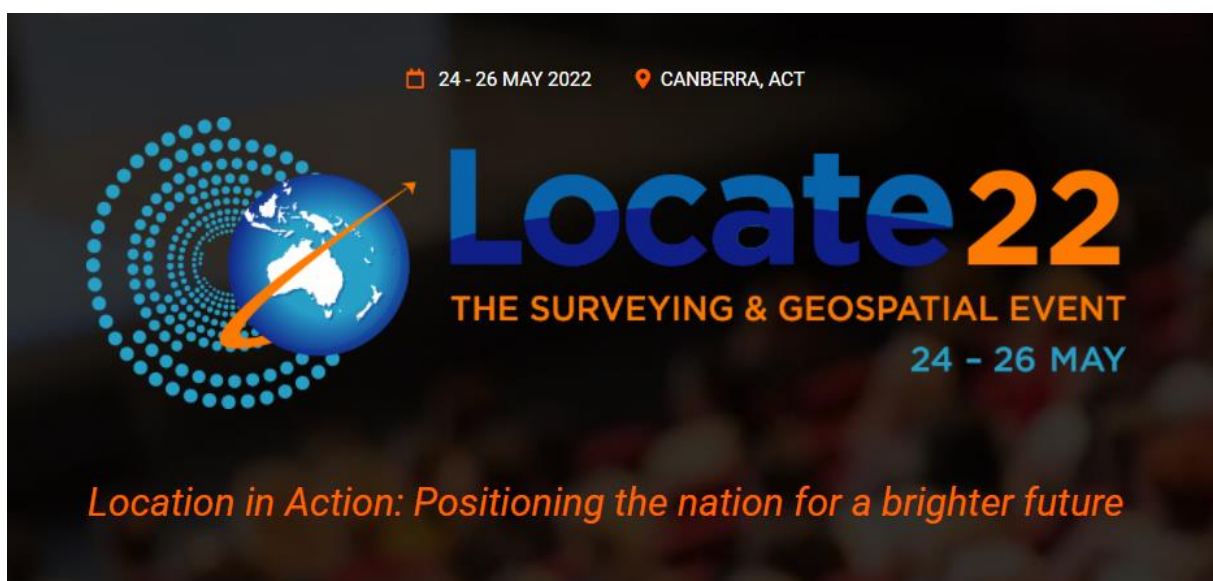 24 - 26 MAY 2022 CANBERRA, ACT
Locate22
THE SURVEYING & GEOSPATIAL EVENT
24 – 26 MAY
Location in Action: Positioning the nation for a brighter future